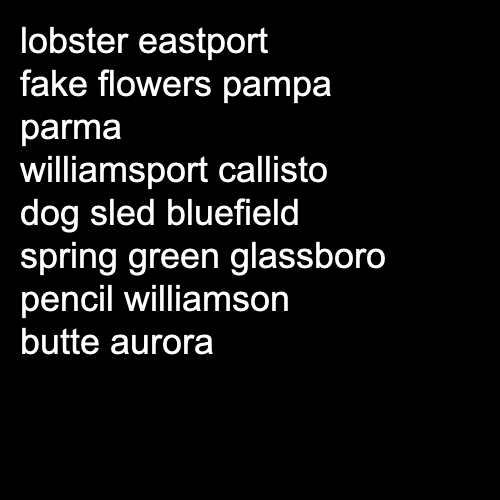 lobster eastport
fake flowers pampa
parma
williamsport callisto
dog sled bluefield
spring green glassboro
pencil williamson
butte aurora